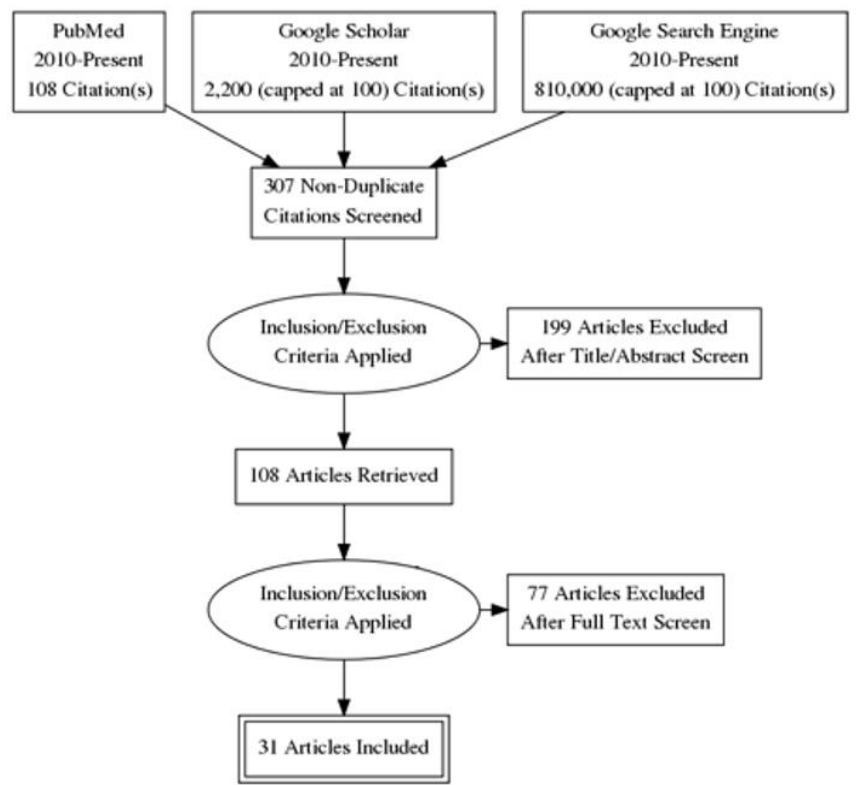 PubMed
2010-Present
108 Citation(s)
Google Scholar
2010-Present
2,200 (capped at 100) Citation(s)
Google Search Engine
2010-Present
810,000 (capped at 100) Citation(s)
307 Non-Duplicate
Citations Screened
Inclusion/Exclusion
Criteria Applied
199 Articles Excluded
After Title/Abstract Screen
108 Articles Retrieved
Inclusion/Exclusion
Criteria Applied
77 Articles Excluded
After Full Text Screen
31 Articles Included